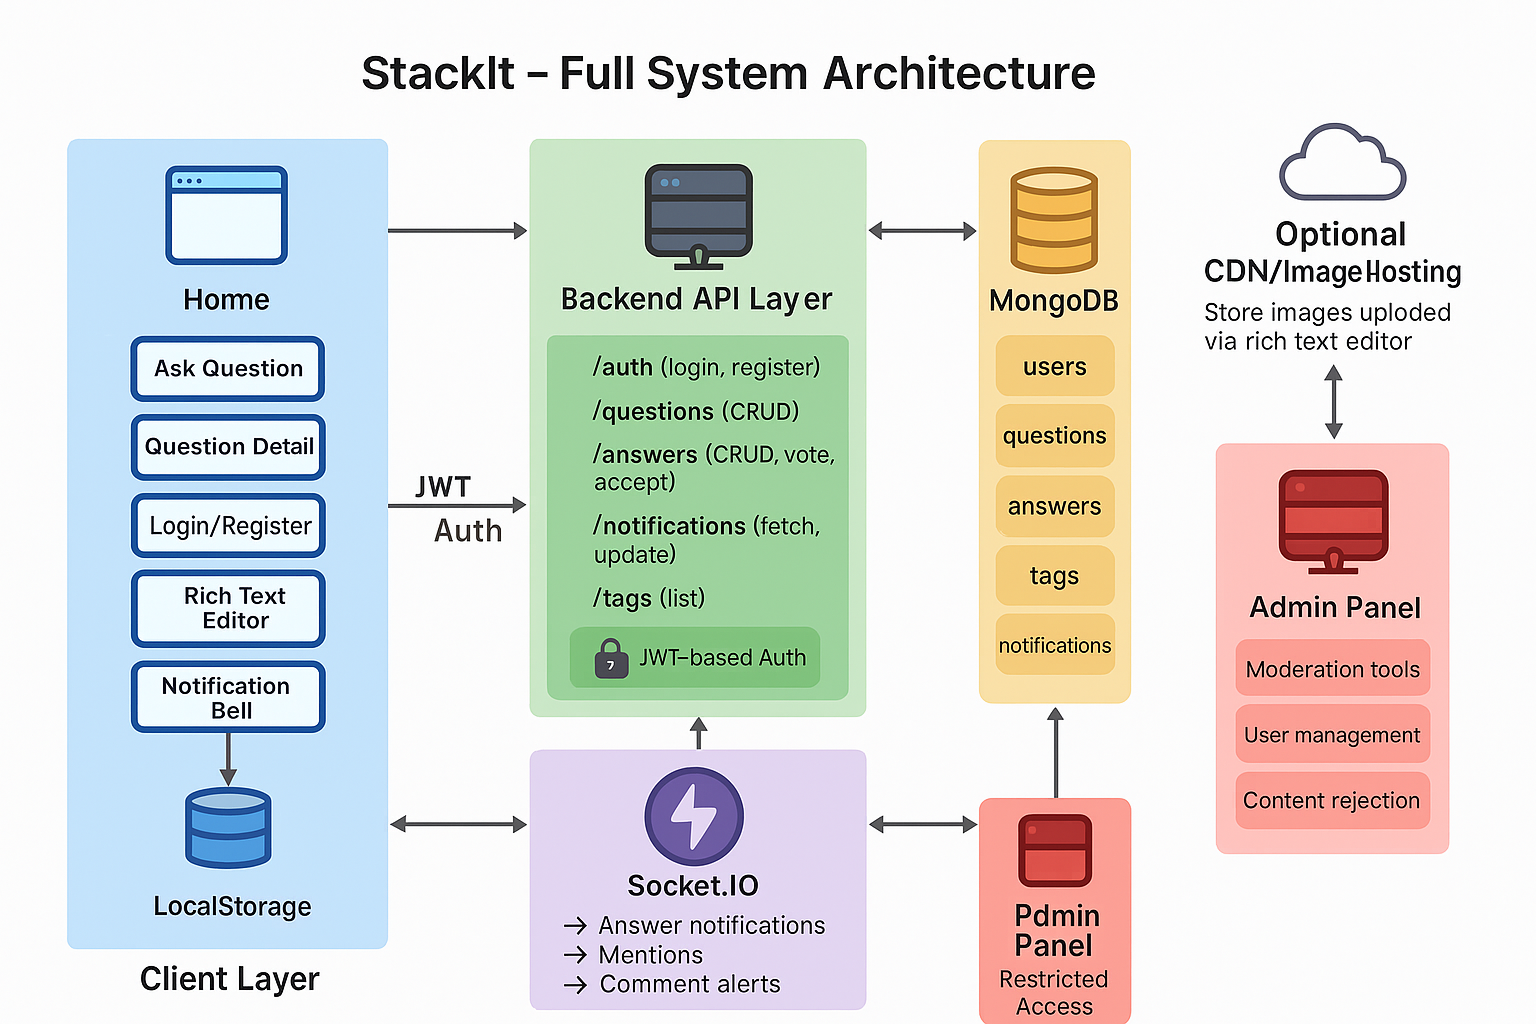 StackIt – Full System Architecture
Home
Ask Question
Question Detail
Login/Register
Rich Text
Editor
Notification
Bell
LocalStorage
Client Layer
JWT
Auth
Backend API Layer
/auth (login, register)
/questions (CRUD)
/answers (CRUD, vote,
accept)
/notifications (fetch,
update)
/tags (list)
7
JWT–based Auth
Socket.IO
→ Answer notifications
→ Mentions
→ Comment alerts
MongoDB
users
questions
answers
tags
notifications
Pdmin
Panel
Restricted
Access
Optional
CDN/ImageHosting
Store images uploded
via rich text editor
Admin Panel
Moderation tools
User management
Content rejection